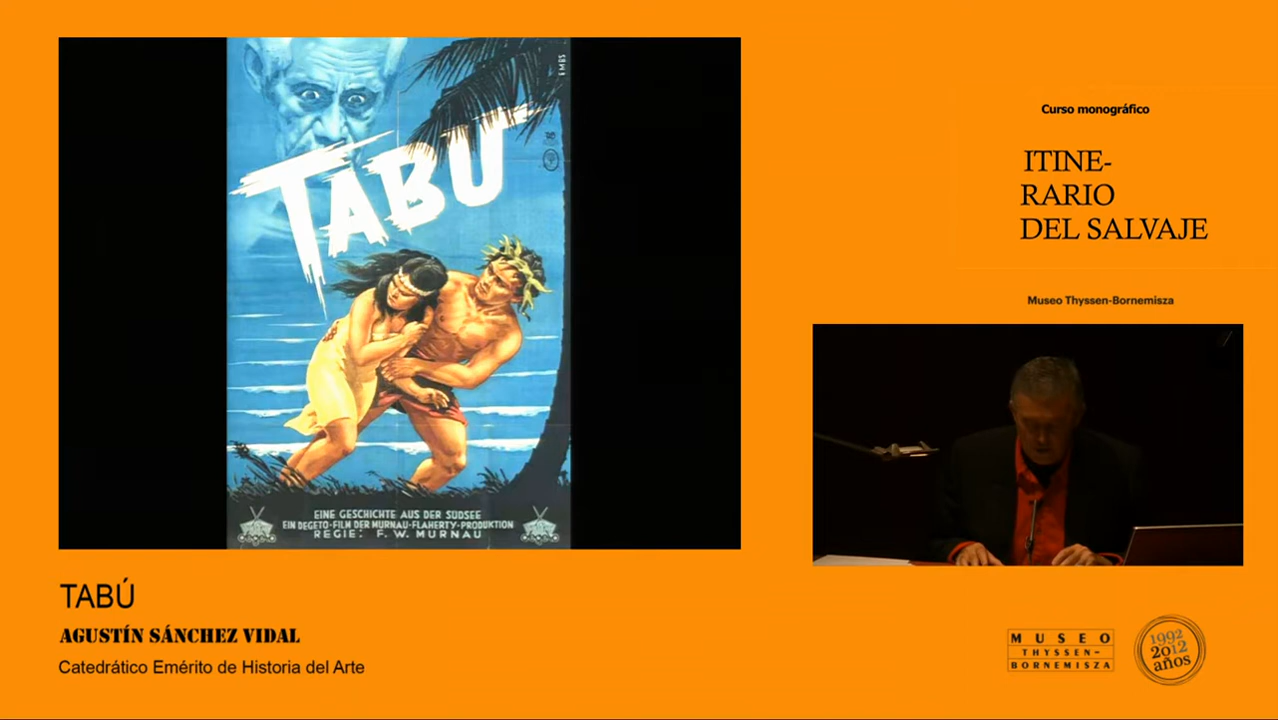 EMBS
TABU
EINE GESCHICHTE AUS DER SÜDSEE
EIN DEGETO-FILM DER MURNAU-FLAHERTY-PRODUKTION
REGIE: F. W. MURNAU
Curso monográfico
ITINE-
RARIO
DEL SALVAJE
Museo Thyssen-Bornemisza
TABÚ
AGUSTÍN SÁNCHEZ VIDAL
Catedrático Emérito de Historia del Arte
MUSEO
THYSSEN-
BORNEMISZA
1992
2012
años